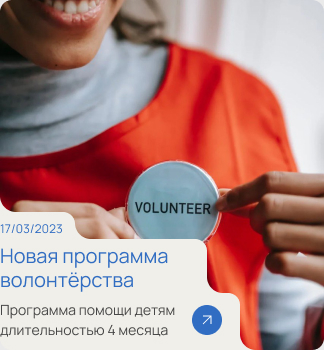 VOLUNTEER
17/03/2023
Новая программа
волонтёрства
Программа помощи детям
длительностью 4 месяца